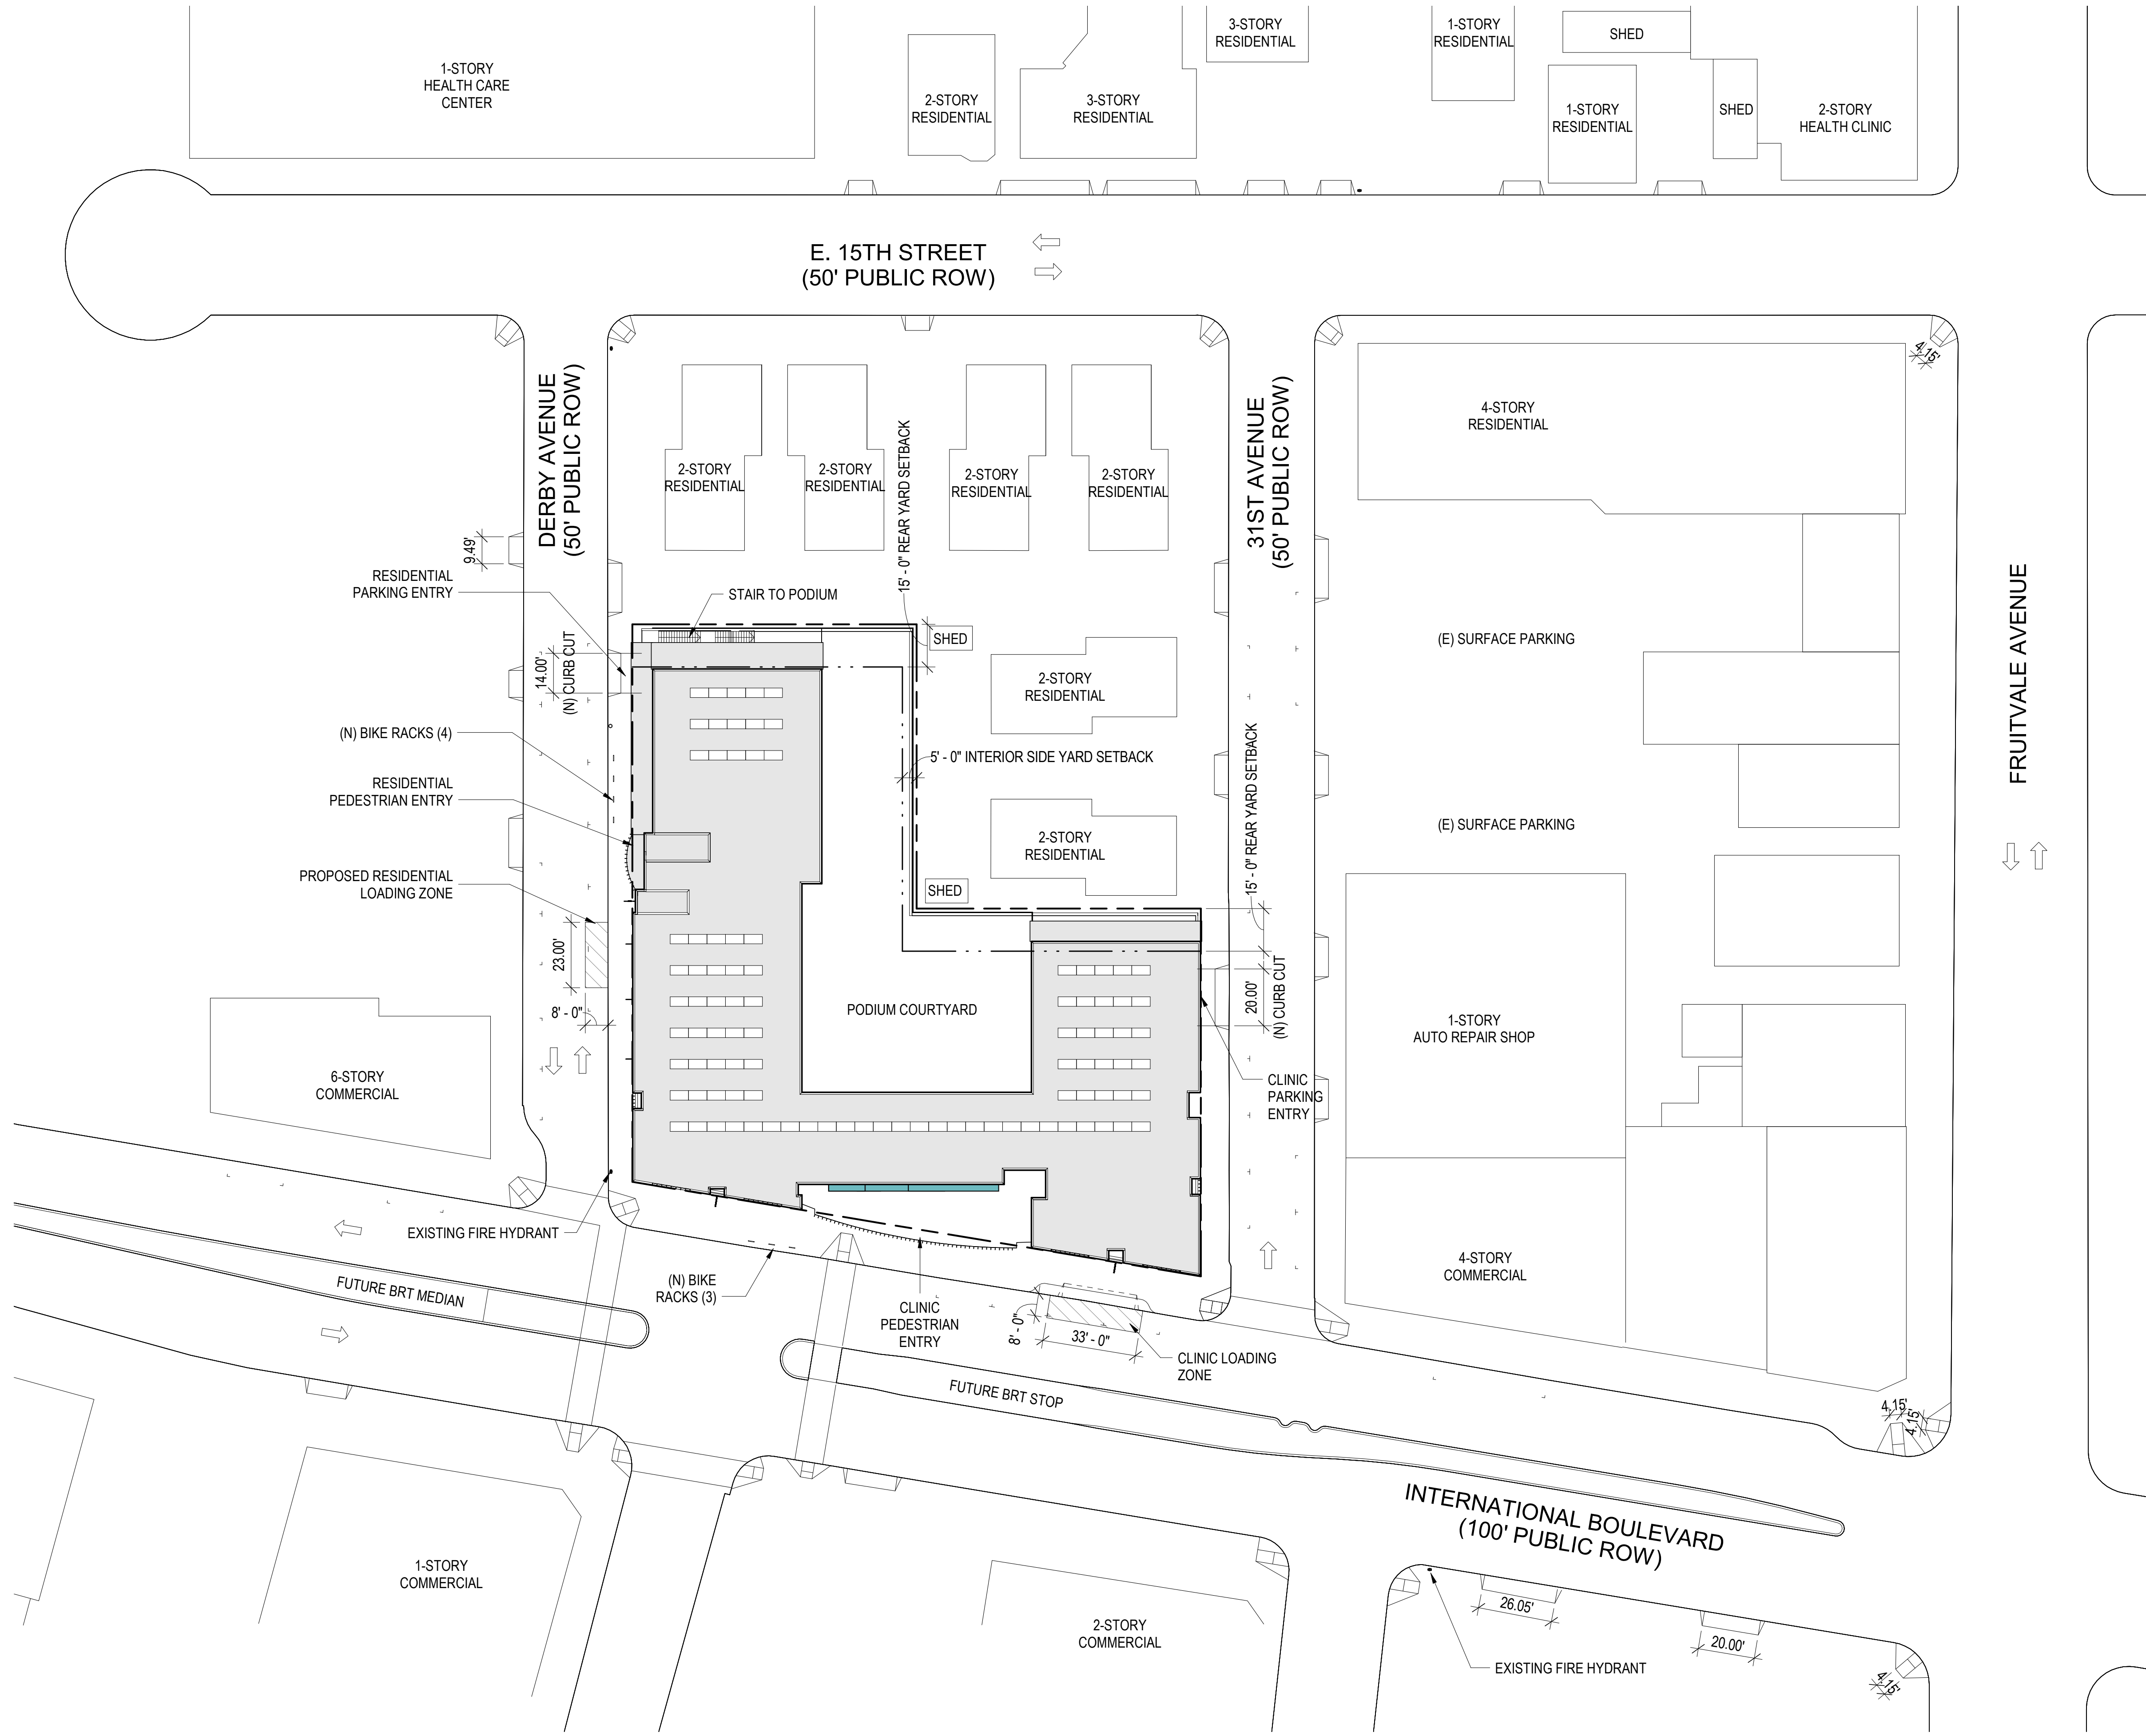 3-STORY
RESIDENTIAL
1-STORY
RESIDENTIAL
SHED
1-STORY
HEALTH CARE
CENTER
2-STORY
RESIDENTIAL
3-STORY
RESIDENTIAL
1-STORY
RESIDENTIAL
SHED
2-STORY
HEALTH CLINIC
E. 15TH STREET
(50' PUBLIC ROW)
DERBY AVENUE
(50' PUBLIC ROW)
31ST AVENUE
(50' PUBLIC ROW)
4.15'
4-STORY
RESIDENTIAL
2-STORY
RESIDENTIAL
2-STORY
RESIDENTIAL
2-STORY
RESIDENTIAL
2-STORY
RESIDENTIAL
15' - 0" REAR YARD SETBACK
9.49'
RESIDENTIAL
PARKING ENTRY
STAIR TO PODIUM
SHED
(E) SURFACE PARKING
FRUITVALE AVENUE
14.00'
(N) CURB CUT
2-STORY
RESIDENTIAL
(N) BIKE RACKS (4)
5' - 0" INTERIOR SIDE YARD SETBACK
RESIDENTIAL
PEDESTRIAN ENTRY
15' - 0" REAR YARD SETBACK
(E) SURFACE PARKING
2-STORY
RESIDENTIAL
PROPOSED RESIDENTIAL
LOADING ZONE
SHED
23.00'
20.00'
(N) CURB CUT
8' - 0"
PODIUM COURTYARD
1-STORY
AUTO REPAIR SHOP
6-STORY
COMMERCIAL
CLINIC
PARKING
ENTRY
EXISTING FIRE HYDRANT
4-STORY
COMMERCIAL
FUTURE BRT MEDIAN
(N) BIKE
RACKS (3)
CLINIC
PEDESTRIAN
ENTRY
8' - 0"
33' - 0"
CLINIC LOADING
ZONE
FUTURE BRT STOP
4.15'
4.15'
INTERNATIONAL BOULEVARD
(100' PUBLIC ROW)
1-STORY
COMMERCIAL
2-STORY
COMMERCIAL
26.05'
20.00'
EXISTING FIRE HYDRANT
4.15'